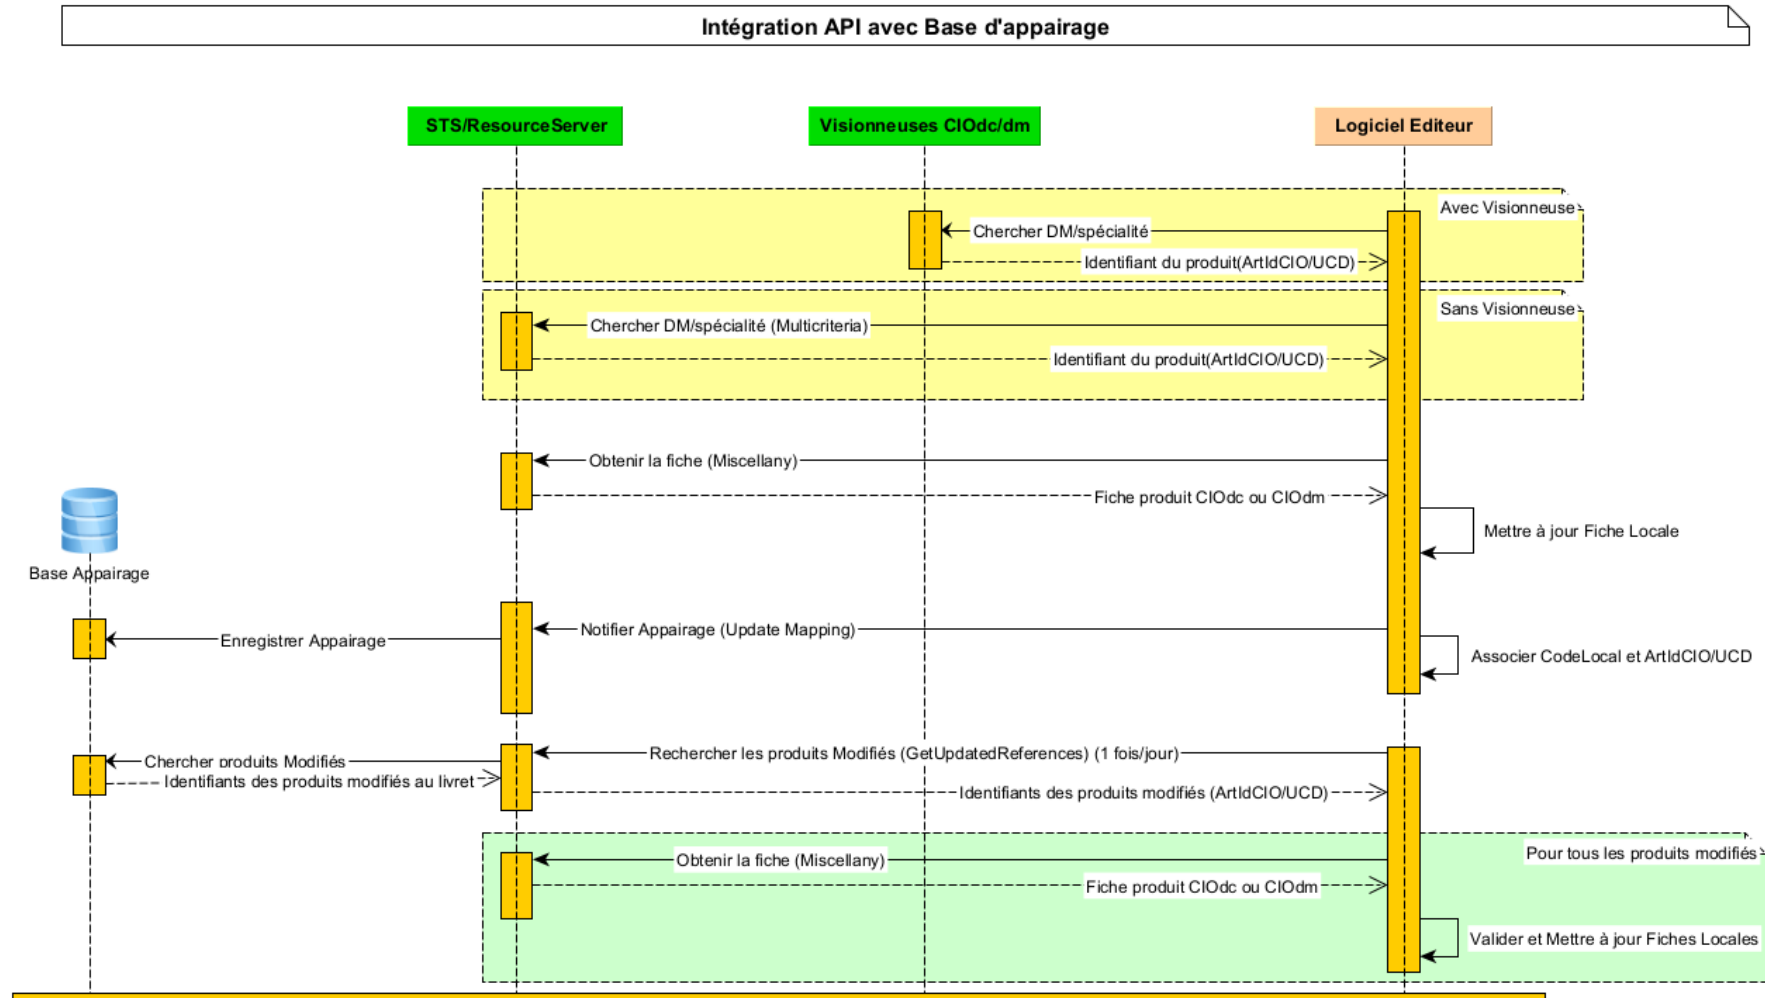 Intégration API avec Base d'appairage
STS/ResourceServer
Visionneuses CIOdc/dm
Logiciel Editeur
Avec Visionneuse
Chercher DM/spécialité
Identifiant du produit(ArtIdCIO/UCD)
Sans Visionneuse
Chercher DM/spécialité (Multicriteria)
Identifiant du produit(ArtIdCIO/UCD)
Obtenir la fiche (Miscellany)
Fiche produit CIOdc ou CIOdm
Mettre à jour Fiche Locale
Base Appairage
Notifier Appairage (Update Mapping)
Enregistrer Appairage
Associer CodeLocal et ArtIdCIO/UCD
Rechercher les produits Modifiés (GetUpdatedReferences) (1 fois/jour)
Chercher produits Modifiés
Identifiants des produits modifiés au livret
Identifiants des produits modifiés (ArtIdCIO/UCD)
Pour tous les produits modifiés
Obtenir la fiche (Miscellany)
Fiche produit CIOdc ou CIOdm
Valider et Mettre à jour Fiches Locales